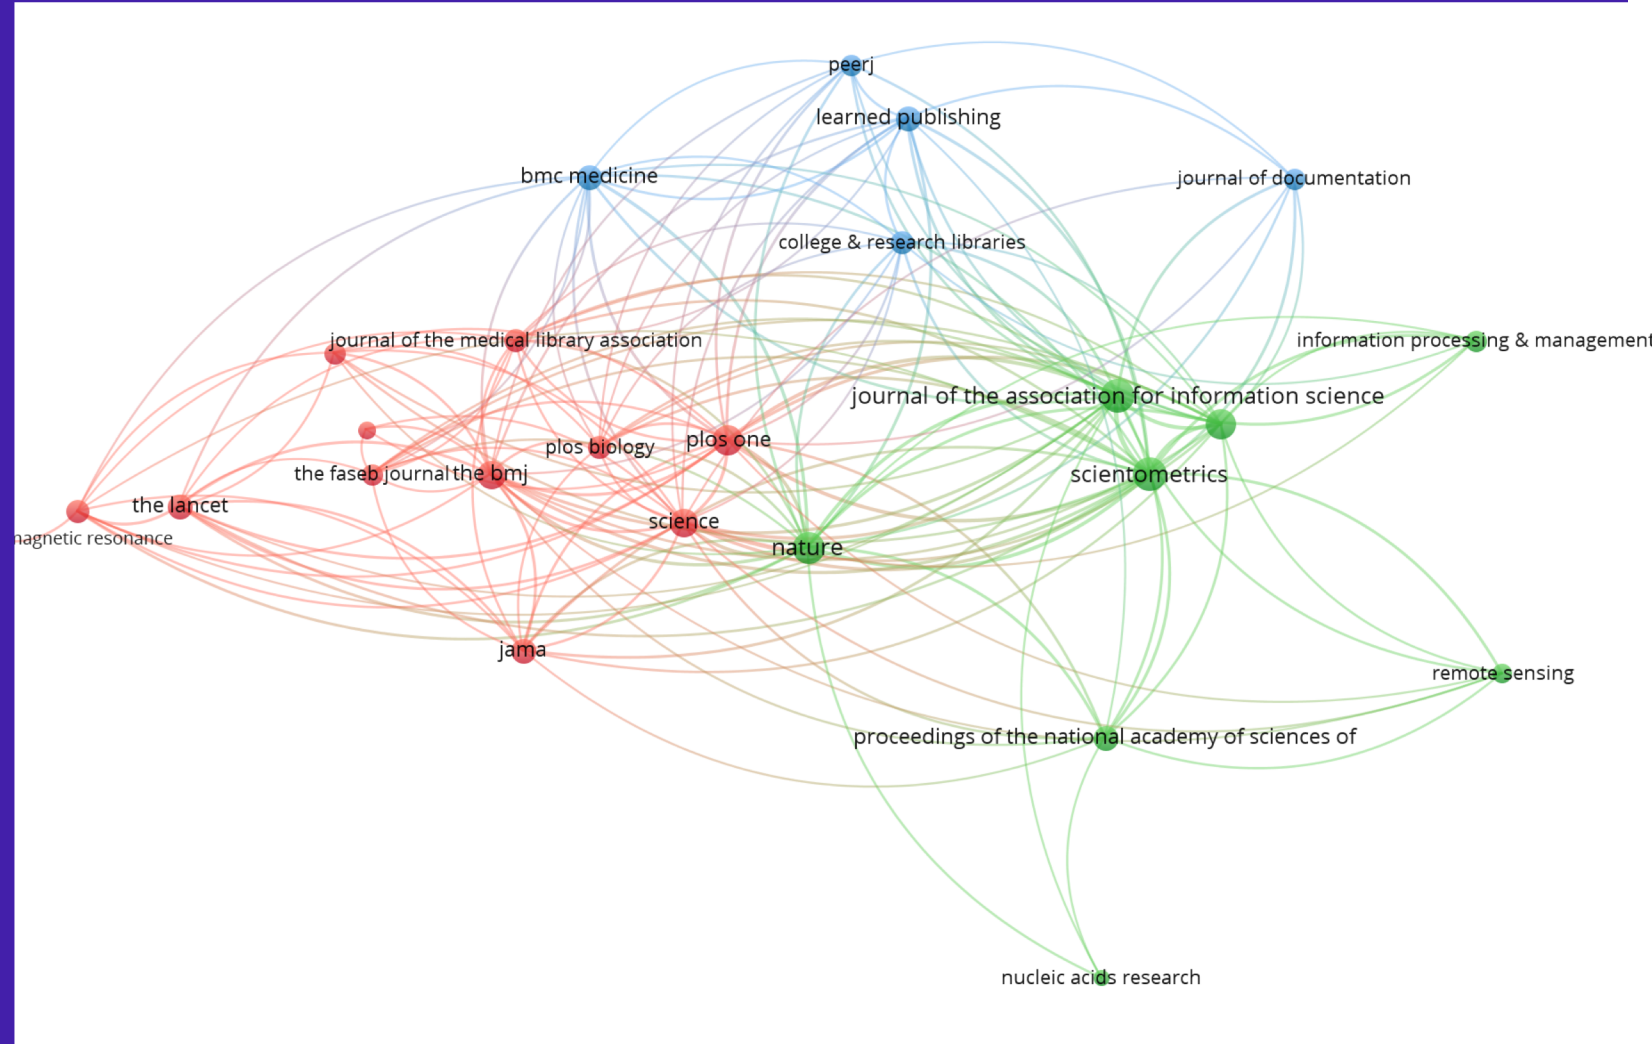 peerj
learned publishing
bmc medicine
journal of documentation
college & research libraries
journal of the medical library association
information processing & management
journal of the association for information science
plos one
plos biology
the faseb journal
the bmj
scientometrics
the lancet
science
magnetic resonance
nature
jama
remote sensing
proceedings of the national academy of sciences of
nucleic acids research